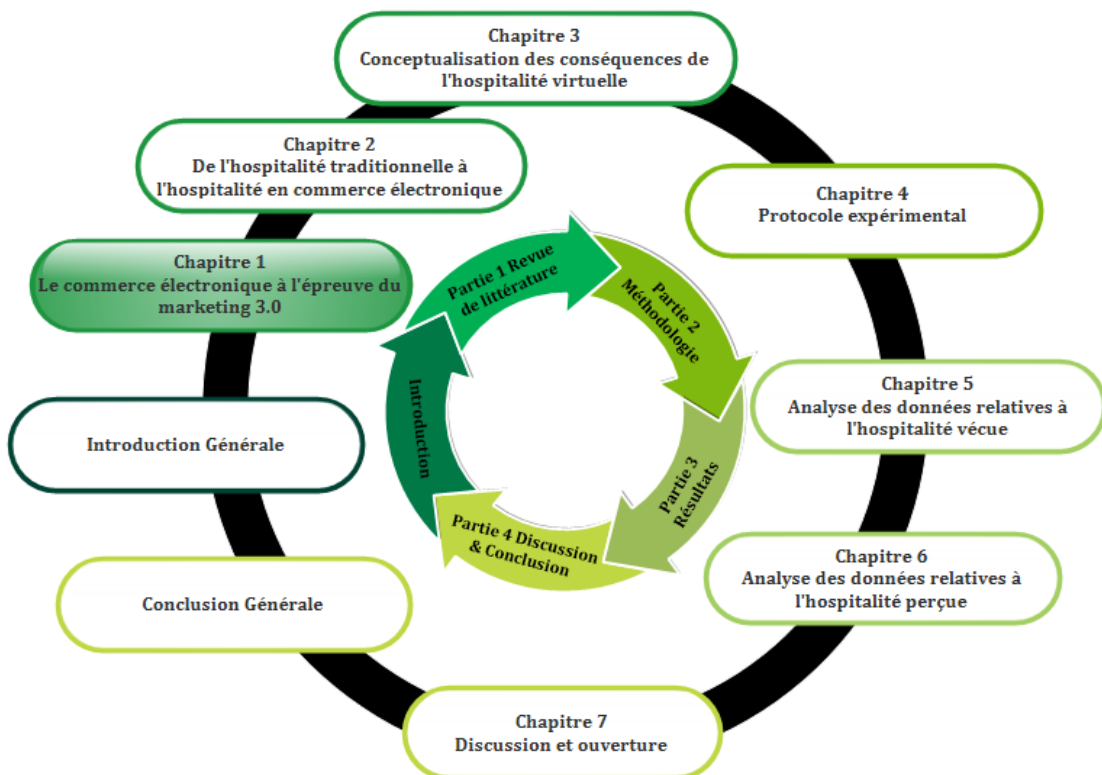 Chapitre 3
Conceptualisation des conséquences de
l'hospitalité virtuelle
Chapitre 2
De l'hospitalité traditionnelle à
l'hospitalité en commerce électronique
Chapitre 4
Protocole expérimental
Chapitre 1
Le commerce électronique à l'épreuve du
marketing 3.0
Partie 1 Revue
de littérature
Partie 2
Méthodologie
Introduction
Chapitre 5
Analyse des données relatives à
l'hospitalité vécue
Introduction Générale
Partie 3
Résultats
Partie 4 Discussion
& Conclusion
Chapitre 6
Analyse des données relatives à
l'hospitalité perçue
Conclusion Générale
Chapitre 7
Discussion et ouverture